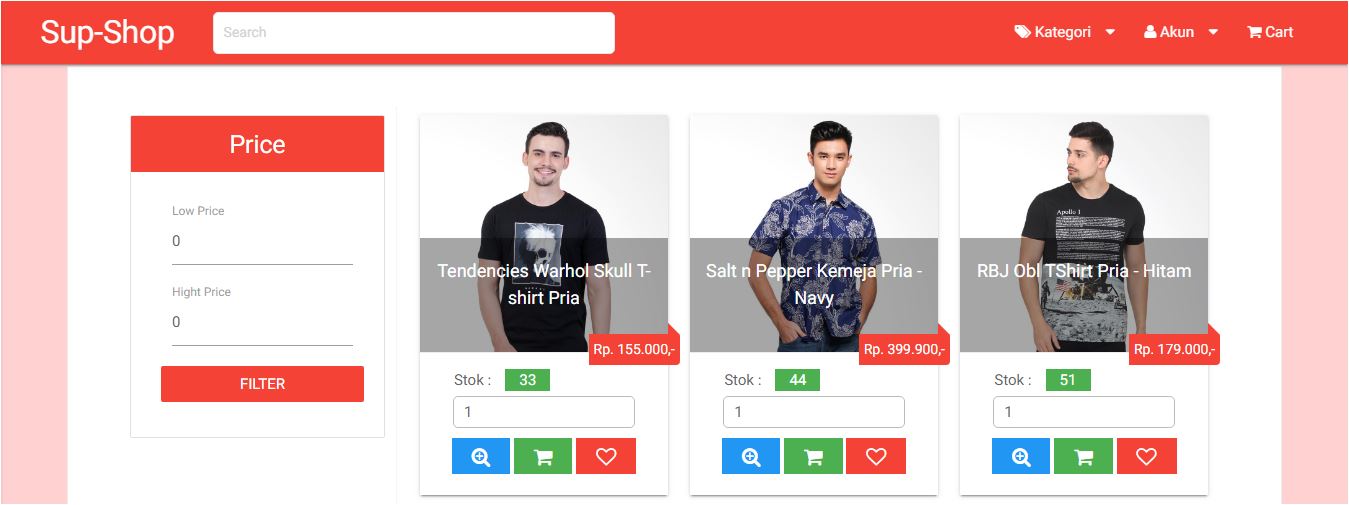 Sup-Shop
Search
Kategori
Akun
Cart
Price
Low Price
0
Hight Price
0
FILTER
Tendencies Warhol Skull T-
shirt Pria
Rp. 155.000,-
Stok :
33
1
Salt n Pepper Kemeja Pria -
Navy
Rp. 399.900,-
Stok :
44
1
Apollo 1
RBJ Obl TShirt Pria - Hitam
Rp. 179.000,-
Stok :
51
1